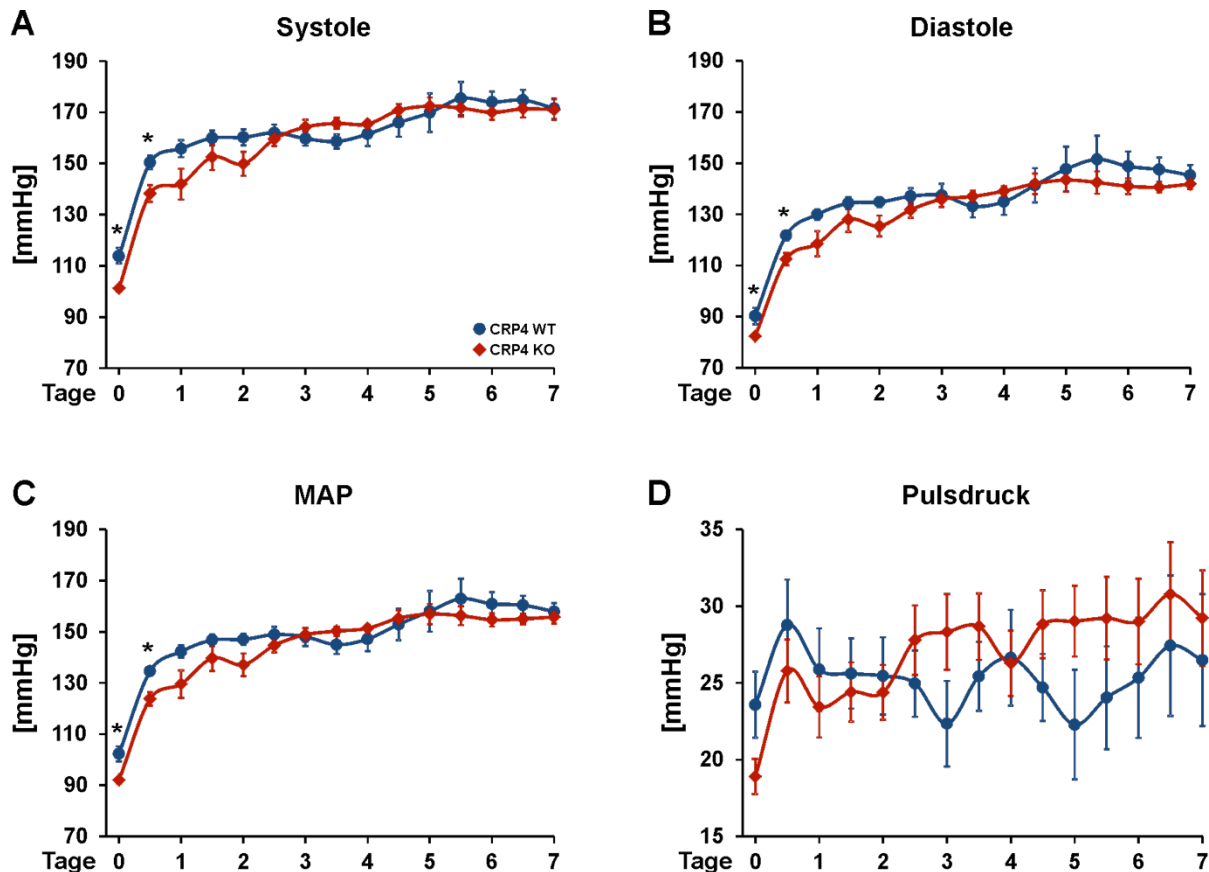 A
Systole
190
170
150
130
110
90
70
[mmHg]
*
*
CRP4 WT
CRP4 KO
Tage 0 1 2 3 4 5 6 7
B
Diastole
190
170
150
130
110
90
70
[mmHg]
*
*
Tage 0 1 2 3 4 5 6 7
C
MAP
190
170
150
130
110
90
70
[mmHg]
*
*
Tage 0 1 2 3 4 5 6 7
D
Pulsdruck
35
30
25
20
15
[mmHg]
Tage 0 1 2 3 4 5 6 7